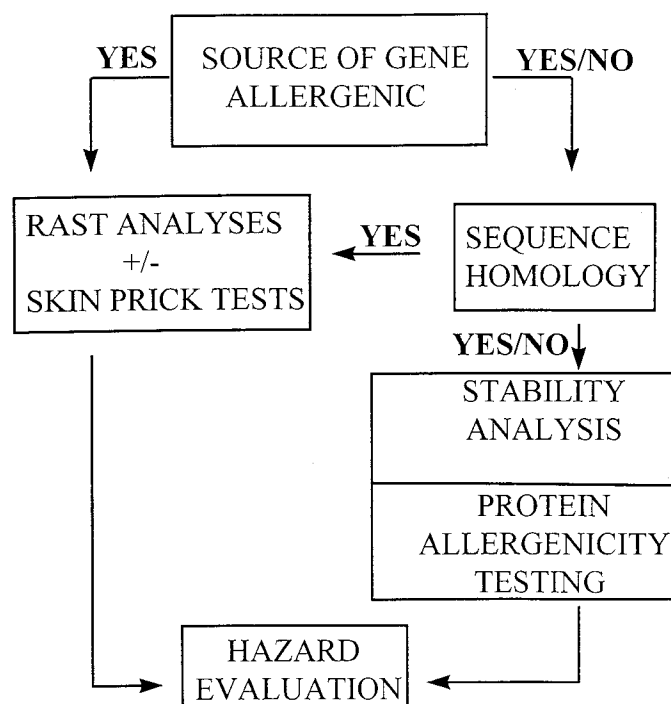 YES
SOURCE OF GENE
ALLERGENIC
YES/NO
RAST ANALYSES
+/-
SKIN PRICK TESTS
YES
SEQUENCE
HOMOLOGY
YES/NO
STABILITY
ANALYSIS
PROTEIN
ALLERGENICITY
TESTING
HAZARD
EVALUATION